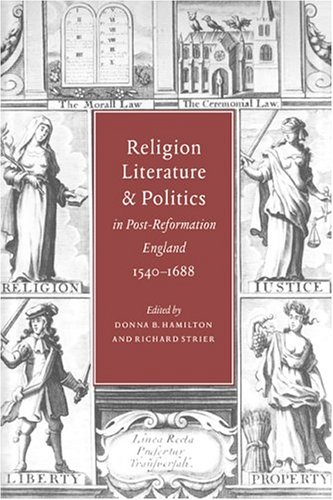 The Morall Law
The Ceremonial Law.
Religion
Literature
& Politics
in Post-Reformation
England
1540–1688
Edited by
DONNA B. HAMILTON
AND RICHARD STRIER
RELIGION
JUSTICE
LIBERTY
PROPERTY
Linea Recta
Prefertur
Transversali.